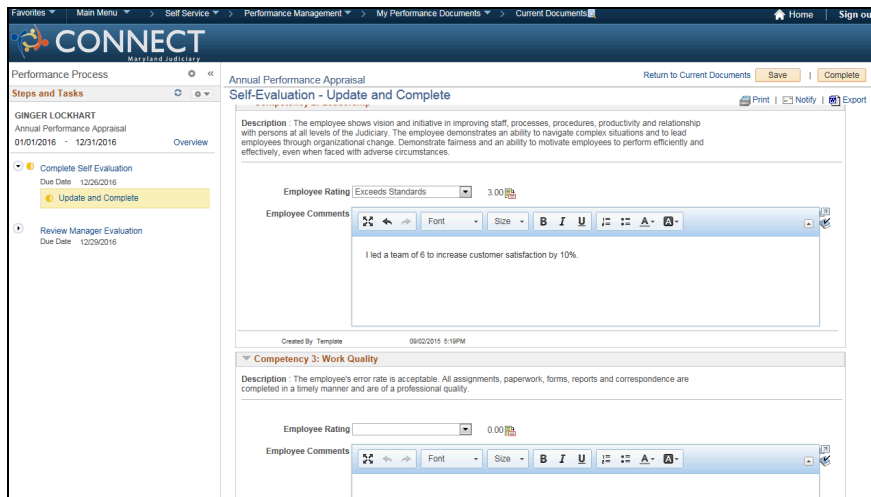 Favorites Main Menu > Self Service > Performance Management > My Performance Documents > Current Documents Home Sign ou
CONNECT
Maryland Judiciary
Performance Process «
Annual Performance Appraisal
Return to Current Documents Save | Complete
Steps and Tasks
Self-Evaluation - Update and Complete
Print | Notify | Export
GINGER LOCKHART
Annual Performance Appraisal
01/01/2016 - 12/31/2016 Overview
Complete Self Evaluation
Due Date 12/26/2016
Update and Complete
Review Manager Evaluation
Due Date 12/29/2016
Competency 2: Leadership
Description : The employee shows vision and initiative in improving staff, processes, procedures, productivity and relationship
with persons at all levels of the Judiciary. The employee demonstrates an ability to navigate complex situations and to lead
employees through organizational change. Demonstrate fairness and an ability to motivate employees to perform efficiently and
effectively, even when faced with adverse circumstances.
Employee Rating Exceeds Standards 3.00
Employee Comments Font Size B I U A A
I led a team of 6 to increase customer satisfaction by 10%.
Created By Template 09/02/2015 5:19PM
Competency 3: Work Quality
Description : The employee's error rate is acceptable. All assignments, paperwork, forms, reports and correspondence are
completed in a timely manner and are of a professional quality.
Employee Rating 0.00
Employee Comments Font Size B I U A A